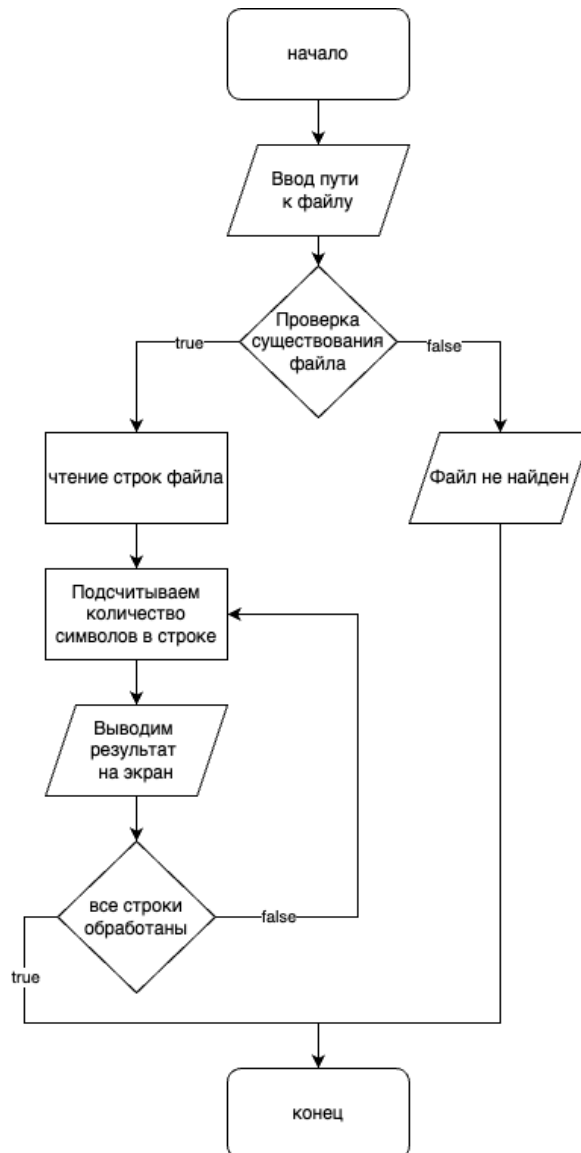 начало
Ввод пути
к файлу
Проверка
существования
файла
true
false
чтение строк файла
Файл не найден
Подсчитываем
количество
символов в строке
Выводим
результат
на экран
все строки
обработаны
false
true
конец